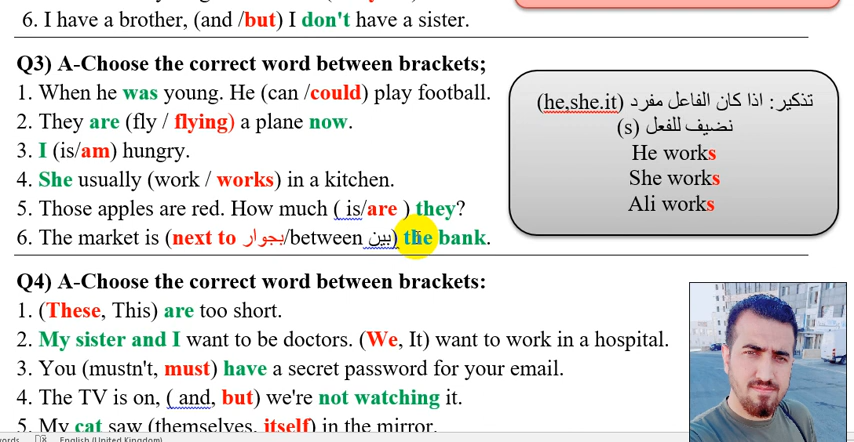 6. I have a brother, (and /but) I don't have a sister.
Q3) A-Choose the correct word between brackets;
1. When he was young. He (can /could) play football.
2. They are (fly / flying) a plane now.
3. I (is/am) hungry.
4. She usually (work / works) in a kitchen.
5. Those apples are red. How much ( is/are ) they?
6. The market is (next to بجوار/between بين) the bank.
تذكير: اذا كان الفاعل مفرد (he,she.it)
نضيف للفعل (s)
He works
She works
Ali works
Q4) A-Choose the correct word between brackets:
1. (These, This) are too short.
2. My sister and I want to be doctors. (We, It) want to work in a hospital.
3. You (mustn't, must) have a secret password for your email.
4. The TV is on, ( and, but) we're not watching it.
5. My cat saw (themselves, itself) in the mirror.
English (United Kingdom)